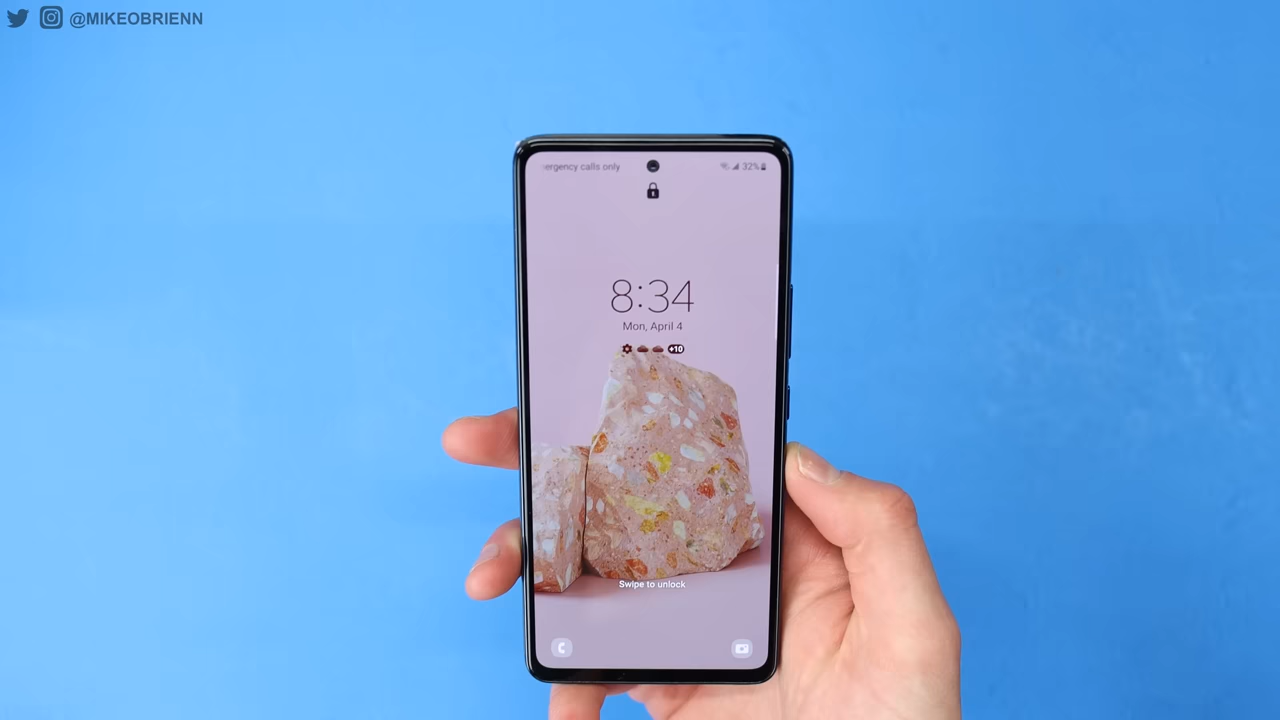 @MIKEOBRIENN
ergency calls only
32%
8:34
Mon, April 4
+10
Swipe to unlock